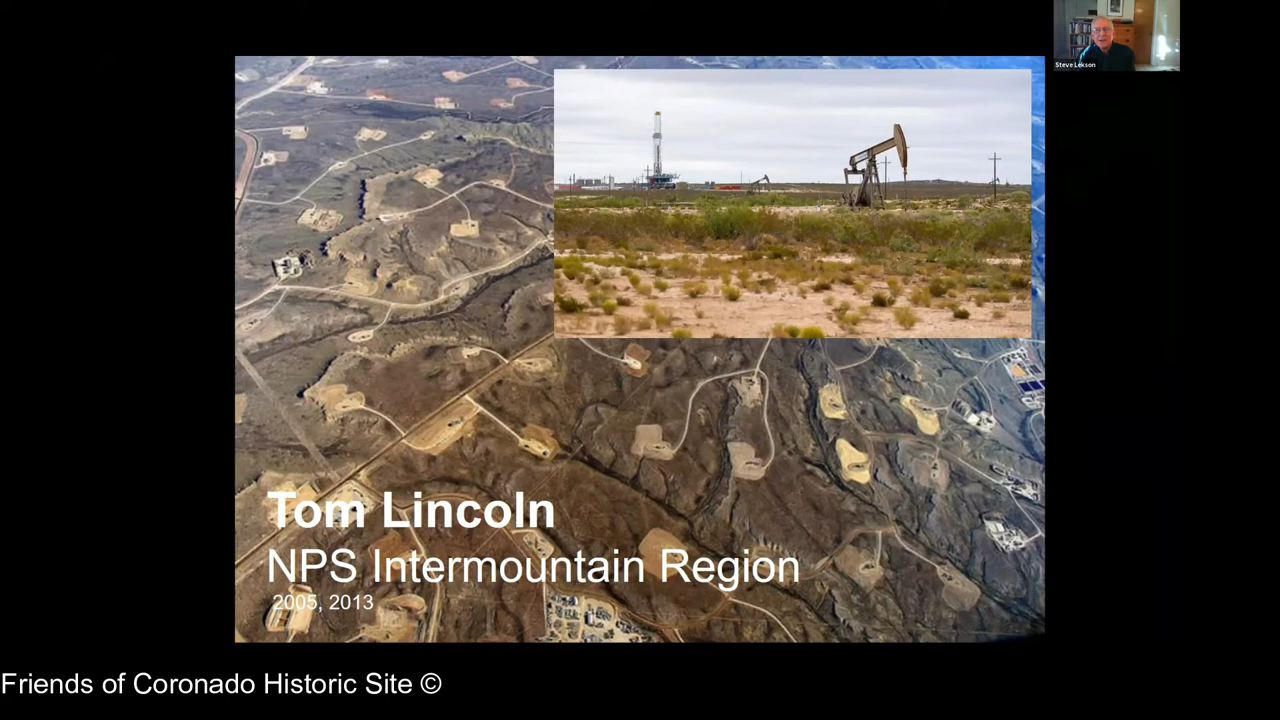 Steve Lekson
Tom Lincoln
NPS Intermountain Region
2005, 2013
Friends of Coronado Historic Site ©